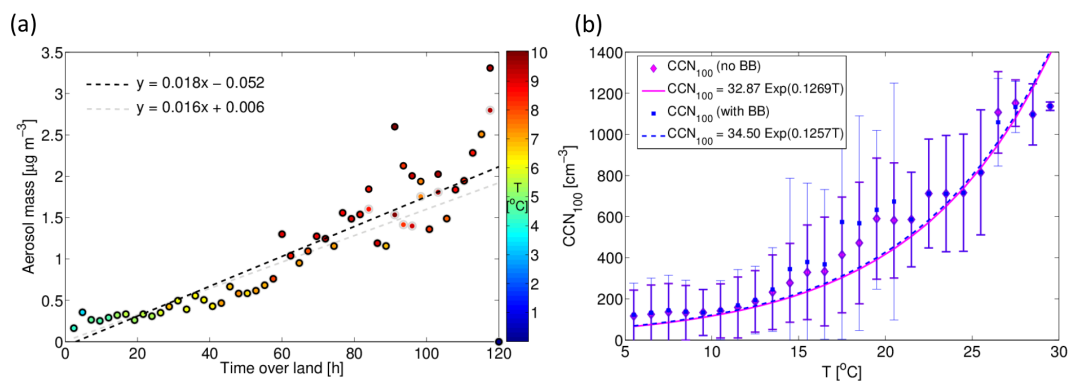 (a)
3.5
3
2.5
2
1.5
1
0.5
0
Aerosol mass [µg m⁻³]
y = 0.018x − 0.052
y = 0.016x + 0.006
0 20 40 60 80 100 120
Time over land [h]
10
9
8
7
6
5
4
3
2
1
T
[°C]
(b)
1400
1200
1000
800
600
400
200
0
CCN₁₀₀ [cm⁻³]
CCN₁₀₀ (no BB)
CCN₁₀₀ = 32.87 Exp(0.1269T)
CCN₁₀₀ (with BB)
CCN₁₀₀ = 34.50 Exp(0.1257T)
5 10 15 20 25 30
T [°C]